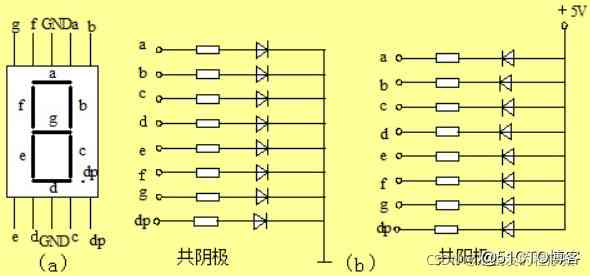 g f GND a b
a
f b
g
e c
d dp
e d GND c dp
(a)
a
b
c
d
e
f
g
dp
共阴极
(b)
+5V
a
b
c
d
e
f
g
dp
共阳极
@51CTO博客